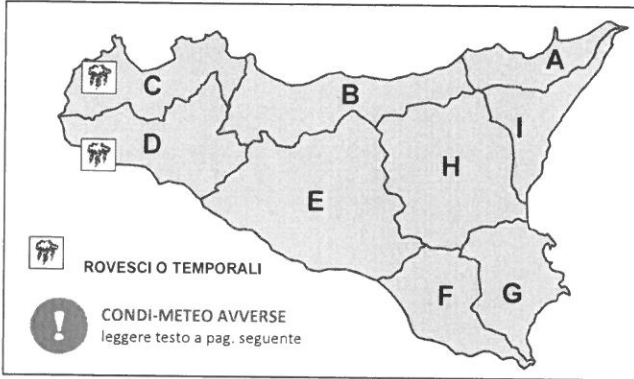 A
C
B
I
D
H
E
ROVESCI O TEMPORALI
F
G
CONDI-METEO AVVERSE
leggere testo a pag. seguente